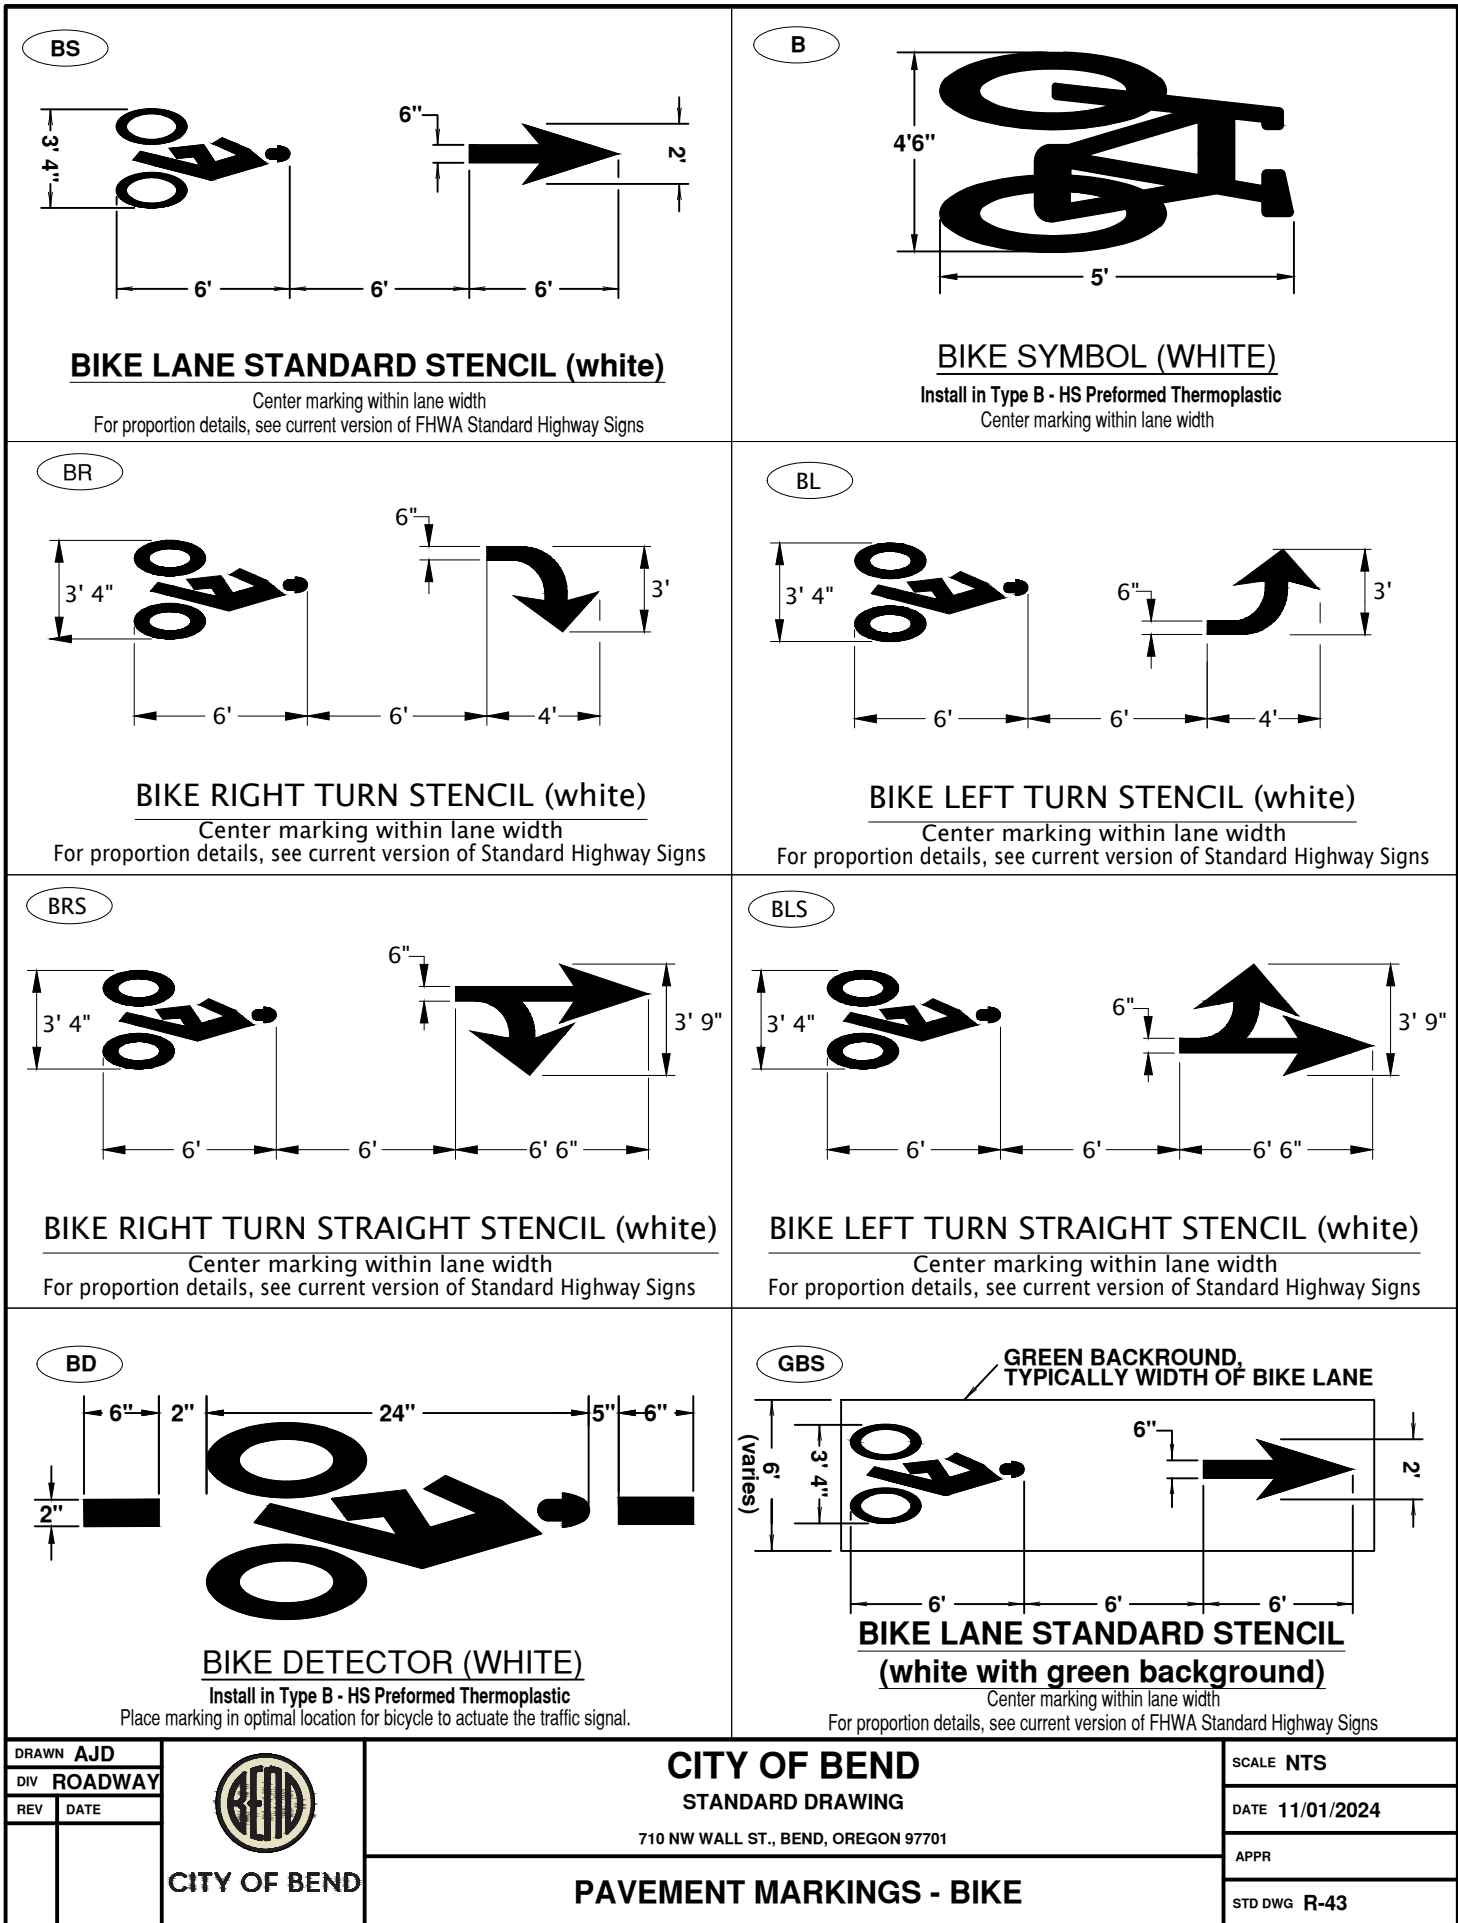 BS
3' 4"
6"
2'
6'
6'
6'
BIKE LANE STANDARD STENCIL (white)
Center marking within lane width
For proportion details, see current version of FHWA Standard Highway Signs
B
4'6"
5'
BIKE SYMBOL (WHITE)
Install in Type B - HS Preformed Thermoplastic
Center marking within lane width
BR
6"
3' 4"
3'
6'
6'
4'
BIKE RIGHT TURN STENCIL (white)
Center marking within lane width
For proportion details, see current version of Standard Highway Signs
BL
6"
3' 4"
3'
6'
6'
4'
BIKE LEFT TURN STENCIL (white)
Center marking within lane width
For proportion details, see current version of Standard Highway Signs
BRS
6"
3' 4"
3' 9"
6'
6'
6' 6"
BIKE RIGHT TURN STRAIGHT STENCIL (white)
Center marking within lane width
For proportion details, see current version of Standard Highway Signs
BLS
6"
3' 4"
3' 9"
6'
6'
6' 6"
BIKE LEFT TURN STRAIGHT STENCIL (white)
Center marking within lane width
For proportion details, see current version of Standard Highway Signs
BD
6"
2"
24"
5"
6"
2"
BIKE DETECTOR (WHITE)
Install in Type B - HS Preformed Thermoplastic
Place marking in optimal location for bicycle to actuate the traffic signal.
GBS
GREEN BACKROUND,
TYPICALLY WIDTH OF BIKE LANE
6'
(varies)
3' 4"
6"
2'
6'
6'
6'
BIKE LANE STANDARD STENCIL
(white with green background)
Center marking within lane width
For proportion details, see current version of FHWA Standard Highway Signs
DRAWN AJD
DIV ROADWAY
REV DATE
BEND
CITY OF BEND
CITY OF BEND
STANDARD DRAWING
710 NW WALL ST., BEND, OREGON 97701
PAVEMENT MARKINGS - BIKE
SCALE NTS
DATE 11/01/2024
APPR
STD DWG R-43